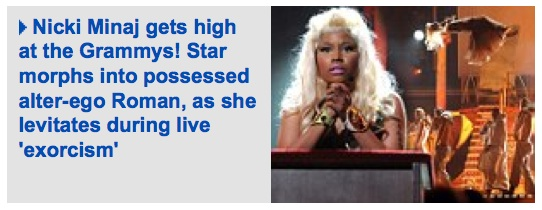 Nicki Minaj gets high
at the Grammys! Star
morphs into possessed
alter-ego Roman, as she
levitates during live
'exorcism'